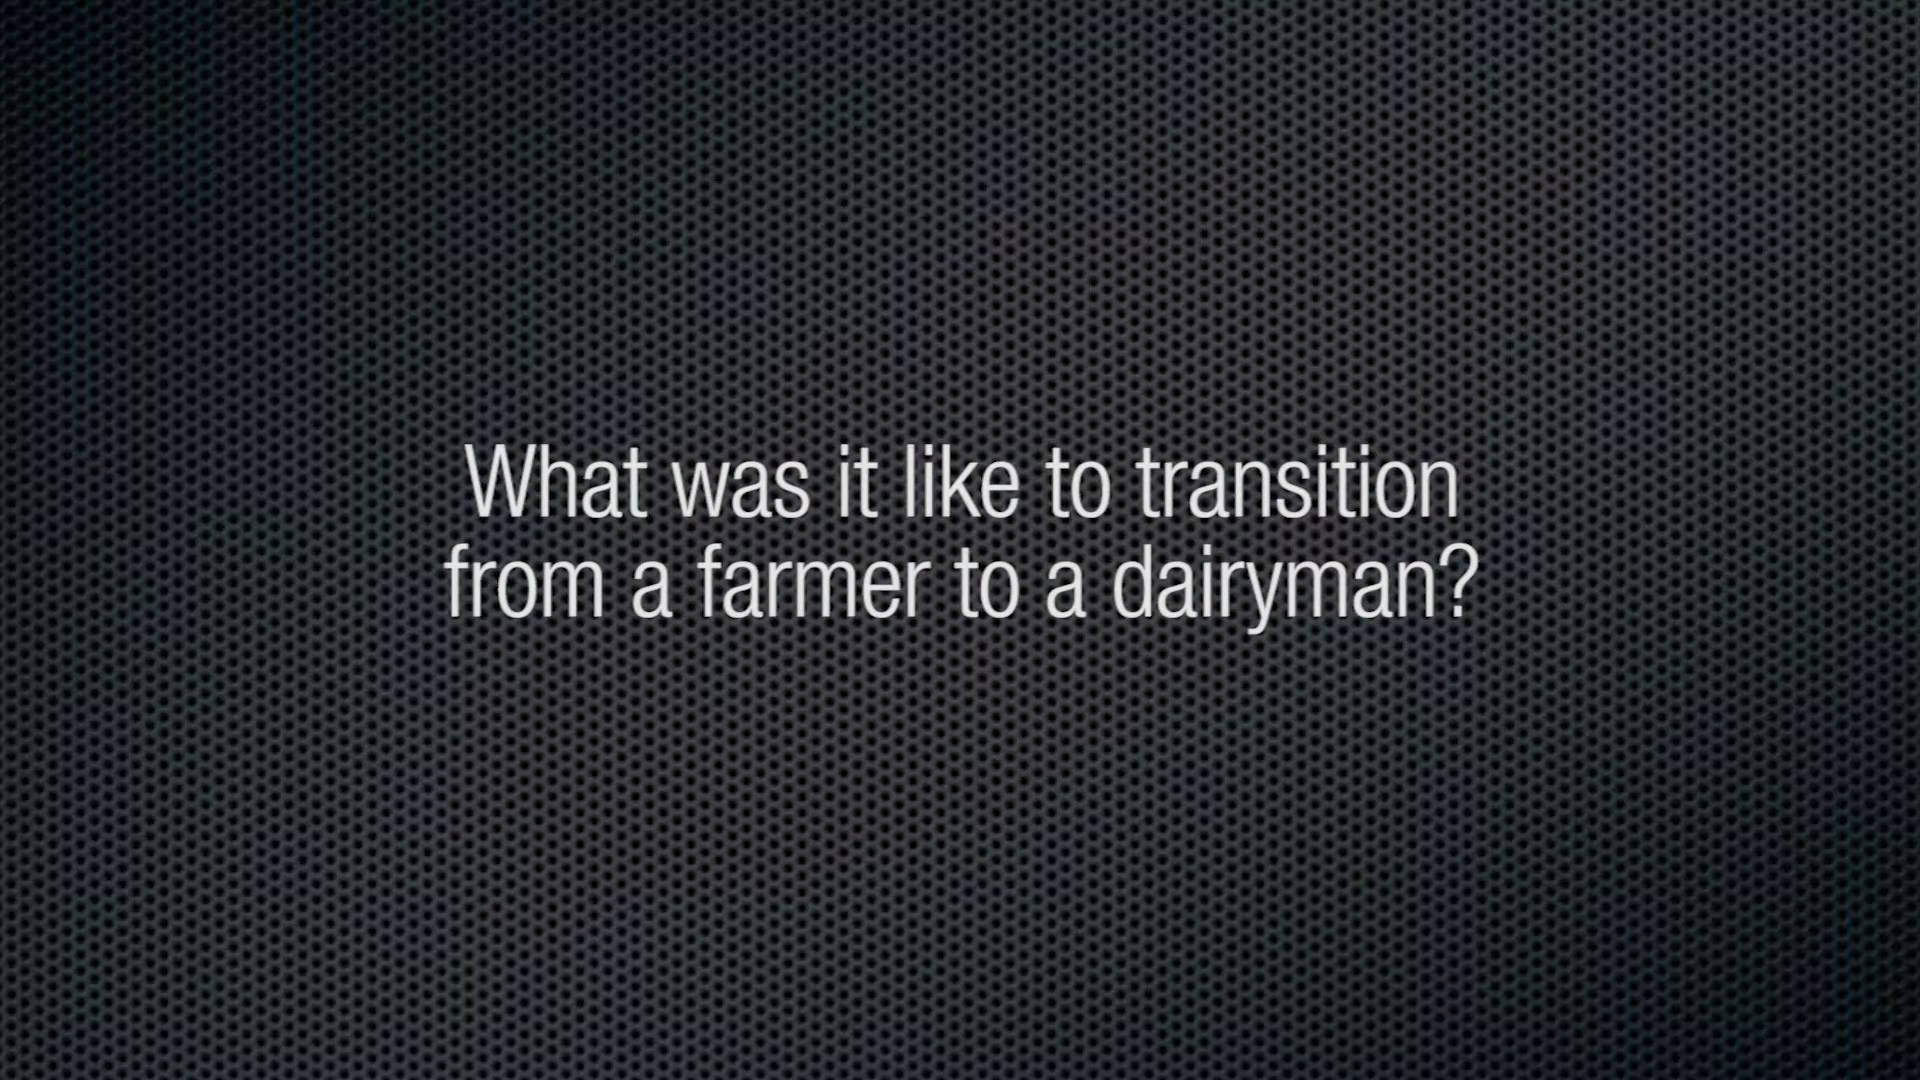 What was it like to transition
from a farmer to a dairyman?